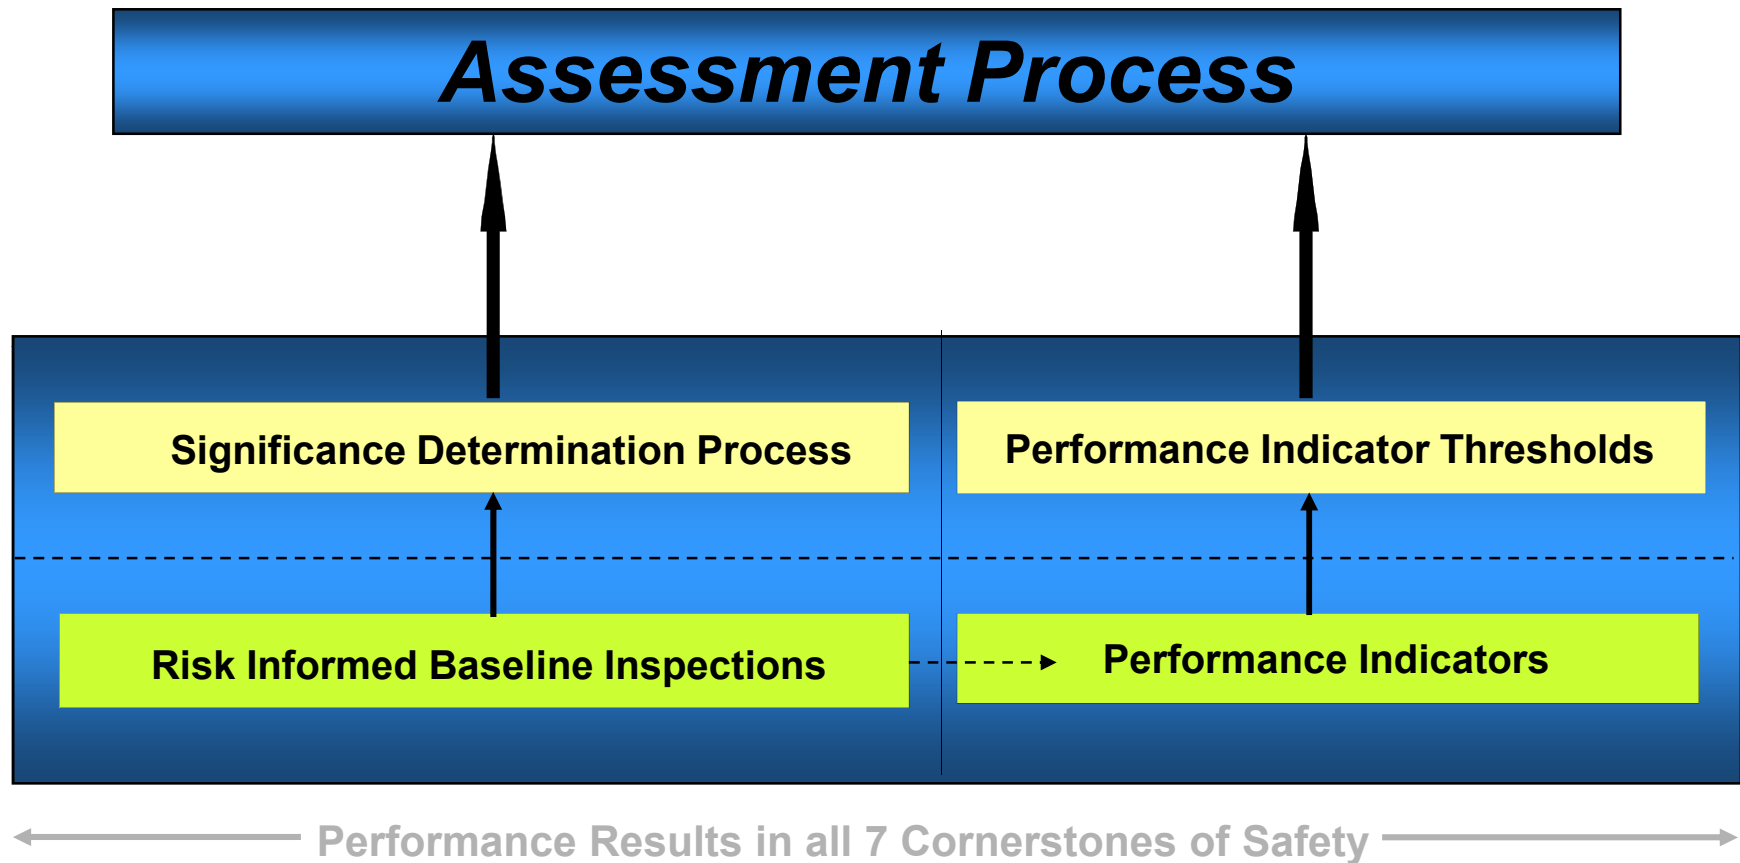 Assessment Process
Significance Determination Process
Performance Indicator Thresholds
Risk Informed Baseline Inspections
Performance Indicators
Performance Results in all 7 Cornerstones of Safety